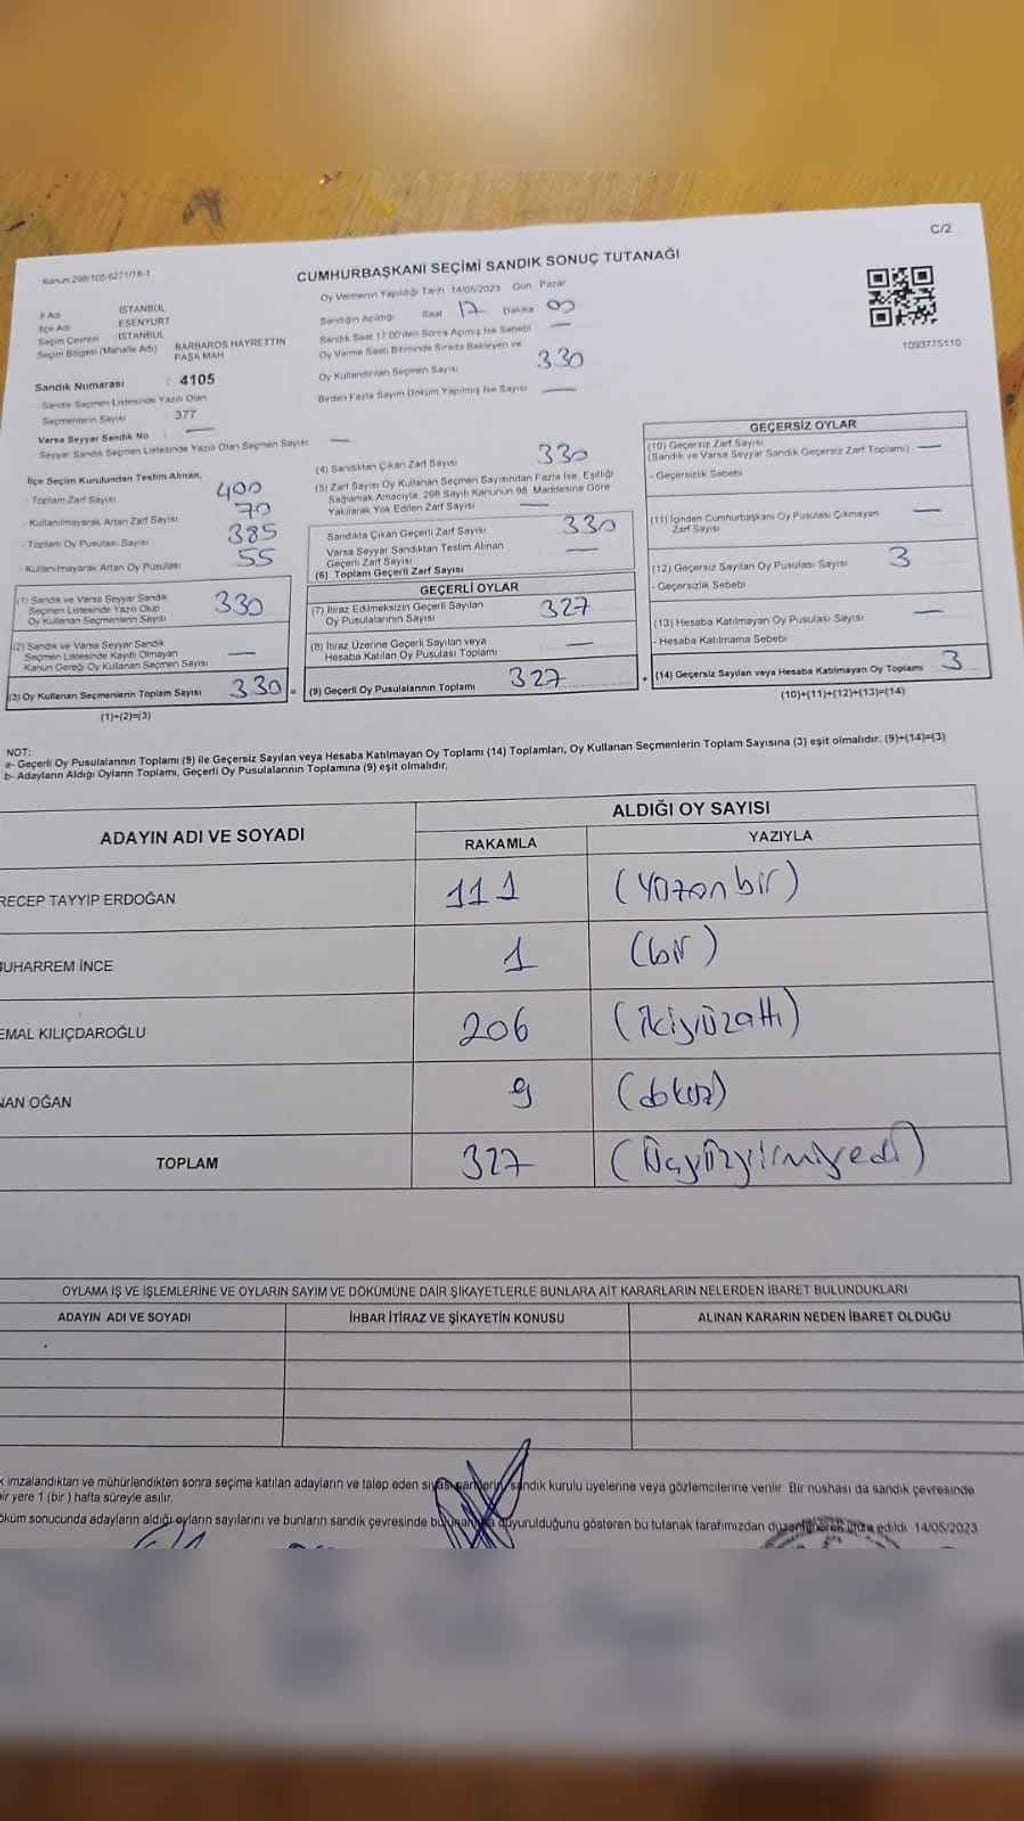 C/2
Kanun:298/105-6271/18-1
CUMHURBAŞKANI SEÇİMİ SANDIK SONUÇ TUTANAĞI
Oy Vermenin Yapıldığı Tarih 14/05/2023 Gün Pazar
Sandığın Açıldığı Saat 17 Dakika 00
Sandık Saat 17:00'den Sonra Açılmış İse Sebebi —
Oy Verme Saati Bitiminde Sırada Bekleyen ve
Oy Kullandırılan Seçmen Sayısı 330
Birden Fazla Sayım Döküm Yapılmış İse Sayısı —
1093775110
İl Adı İSTANBUL
İlçe Adı ESENYURT
Seçim Çevresi İSTANBUL
Seçim Bölgesi (Mahalle Adı) BARBAROS HAYRETTİN
PAŞA MAH
Sandık Numarası : 4105
Sandık Seçmen Listesinde Yazılı Olan
Seçmenlerin Sayısı 377
Varsa Seyyar Sandık No —
Seyyar Sandık Seçmen Listesinde Yazılı Olan Seçmen Sayısı —
İlçe Seçim Kurulundan Teslim Alınan,
- Toplam Zarf Sayısı 400
- Kullanılmayarak Artan Zarf Sayısı 70
- Toplam Oy Pusulası Sayısı 385
- Kullanılmayarak Artan Oy Pusulası 55
(1) Sandık ve Varsa Seyyar Sandık
Seçmen Listesinde Yazılı Olup
Oy Kullanan Seçmenlerin Sayısı 330
(2) Sandık ve Varsa Seyyar Sandık
Seçmen Listesinde Kayıtlı Olmayan
Kanun Gereği Oy Kullanan Seçmen Sayısı —
(3) Oy Kullanan Seçmenlerin Toplam Sayısı 330 =
(1)+(2)=(3)
(4) Sandıktan Çıkan Zarf Sayısı 330
(5) Zarf Sayısı Oy Kullanan Seçmen Sayısından Fazla İse, Eşitliği
Sağlamak Amacıyla, 298 Sayılı Kanunun 98. Maddesine Göre
Yakılarak Yok Edilen Zarf Sayısı —
Sandıkta Çıkan Geçerli Zarf Sayısı 330
Varsa Seyyar Sandıktan Teslim Alınan
Geçerli Zarf Sayısı —
(6) Toplam Geçerli Zarf Sayısı
GEÇERLİ OYLAR
(7) İtiraz Edilmeksizin Geçerli Sayılan
Oy Pusulalarının Sayısı 327
(8) İtiraz Üzerine Geçerli Sayılan veya
Hesaba Katılan Oy Pusulası Toplamı —
(9) Geçerli Oy Pusulalarının Toplamı 327 +
GEÇERSİZ OYLAR
(10) Geçersiz Zarf Sayısı
(Sandık ve Varsa Seyyar Sandık Geçersiz Zarf Toplamı) —
- Geçersizlik Sebebi
(11) İçinden Cumhurbaşkanı Oy Pusulası Çıkmayan
Zarf Sayısı —
(12) Geçersiz Sayılan Oy Pusulası Sayısı 3
- Geçersizlik Sebebi
(13) Hesaba Katılmayan Oy Pusulası Sayısı —
- Hesaba Katılmama Sebebi
(14) Geçersiz Sayılan veya Hesaba Katılmayan Oy Toplamı 3
(10)+(11)+(12)+(13)=(14)
NOT:
a- Geçerli Oy Pusulalarının Toplamı (9) ile Geçersiz Sayılan veya Hesaba Katılmayan Oy Toplamı (14) Toplamları, Oy Kullanan Seçmenlerin Toplam Sayısına (3) eşit olmalıdır. (9)+(14)=(3)
b- Adayların Aldığı Oyların Toplamı, Geçerli Oy Pusulalarının Toplamına (9) eşit olmalıdır.
ADAYIN ADI VE SOYADI
ALDIĞI OY SAYISI
RAKAMLA YAZIYLA
RECEP TAYYİP ERDOĞAN 111 (Yüzonbir)
MUHARREM İNCE 1 (bir)
EMAL KILIÇDAROĞLU 206 (ikiyüzaltı)
NAN OĞAN 9 (dokuz)
TOPLAM 327 (Üçyüzyirmiyedi)
OYLAMA İŞ VE İŞLEMLERİNE VE OYLARIN SAYIM VE DÖKÜMÜNE DAİR ŞİKAYETLERLE BUNLARA AİT KARARLARIN NELERDEN İBARET BULUNDUKLARI
ADAYIN ADI VE SOYADI İHBAR İTİRAZ VE ŞİKAYETİN KONUSU ALINAN KARARIN NEDEN İBARET OLDUĞU
k imzalandıktan ve mühürlendikten sonra seçime katılan adayların ve talep eden siyasi partilerin sandık kurulu üyelerine veya gözlemcilerine verilir. Bir nüshası da sandık çevresinde
bir yere 1 (bir) hafta süreyle asılır.
öküm sonucunda adayların aldığı oyların sayılarını ve bunların sandık çevresinde bulunanlara duyurulduğunu gösteren bu tutanak tarafımızdan düzenlenerek imza edildi. 14/05/2023